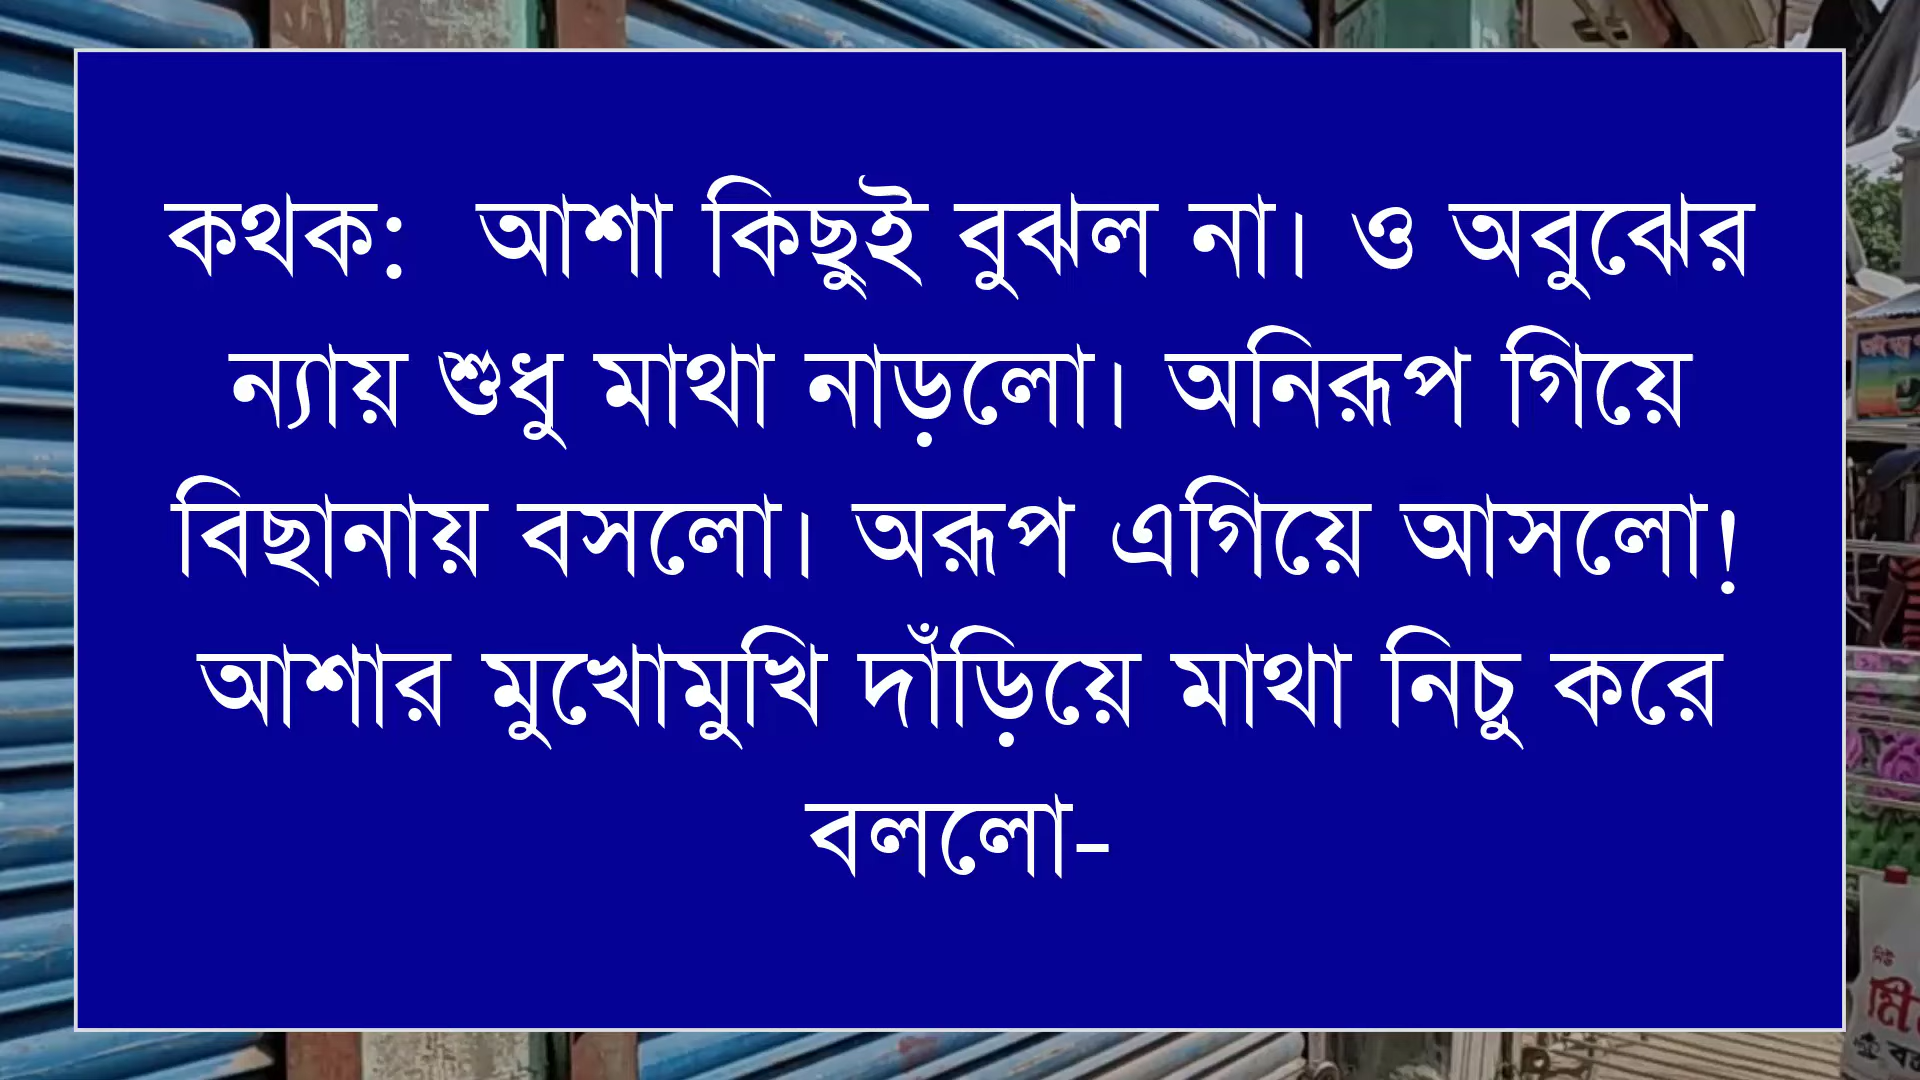 কথক:  আশা কিছুই বুঝল না। ও অবুঝের
ন্যায় শুধু মাথা নাড়লো। অনিরূপ গিয়ে
বিছানায় বসলো। অরূপ এগিয়ে আসলো!
আশার মুখোমুখি দাঁড়িয়ে মাথা নিচু করে
বললো-